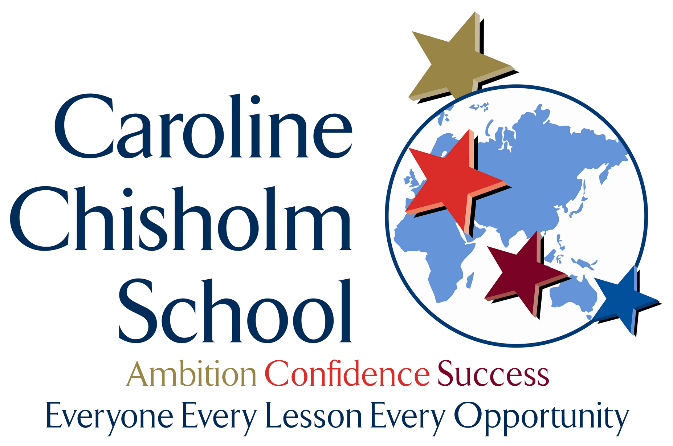 Caroline
Chisholm
School
Ambition Confidence Success
Everyone Every Lesson Every Opportunity